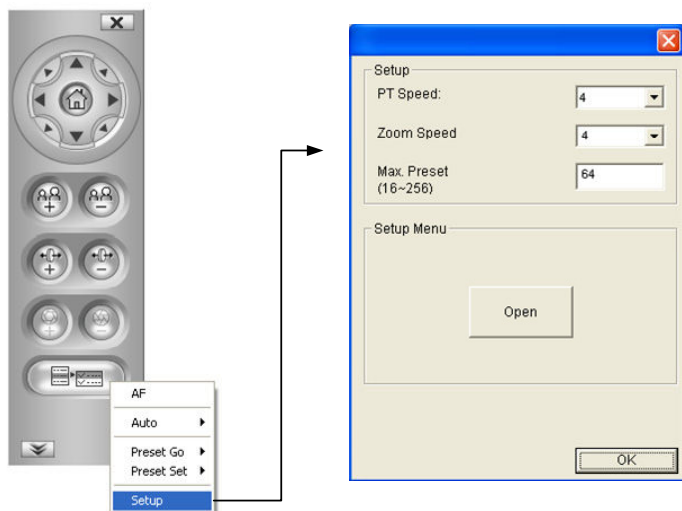 AF
Auto
Preset Go
Preset Set
Setup
Setup
PT Speed:
4
Zoom Speed
4
Max. Preset
64
(16~256)
Setup Menu
Open
OK